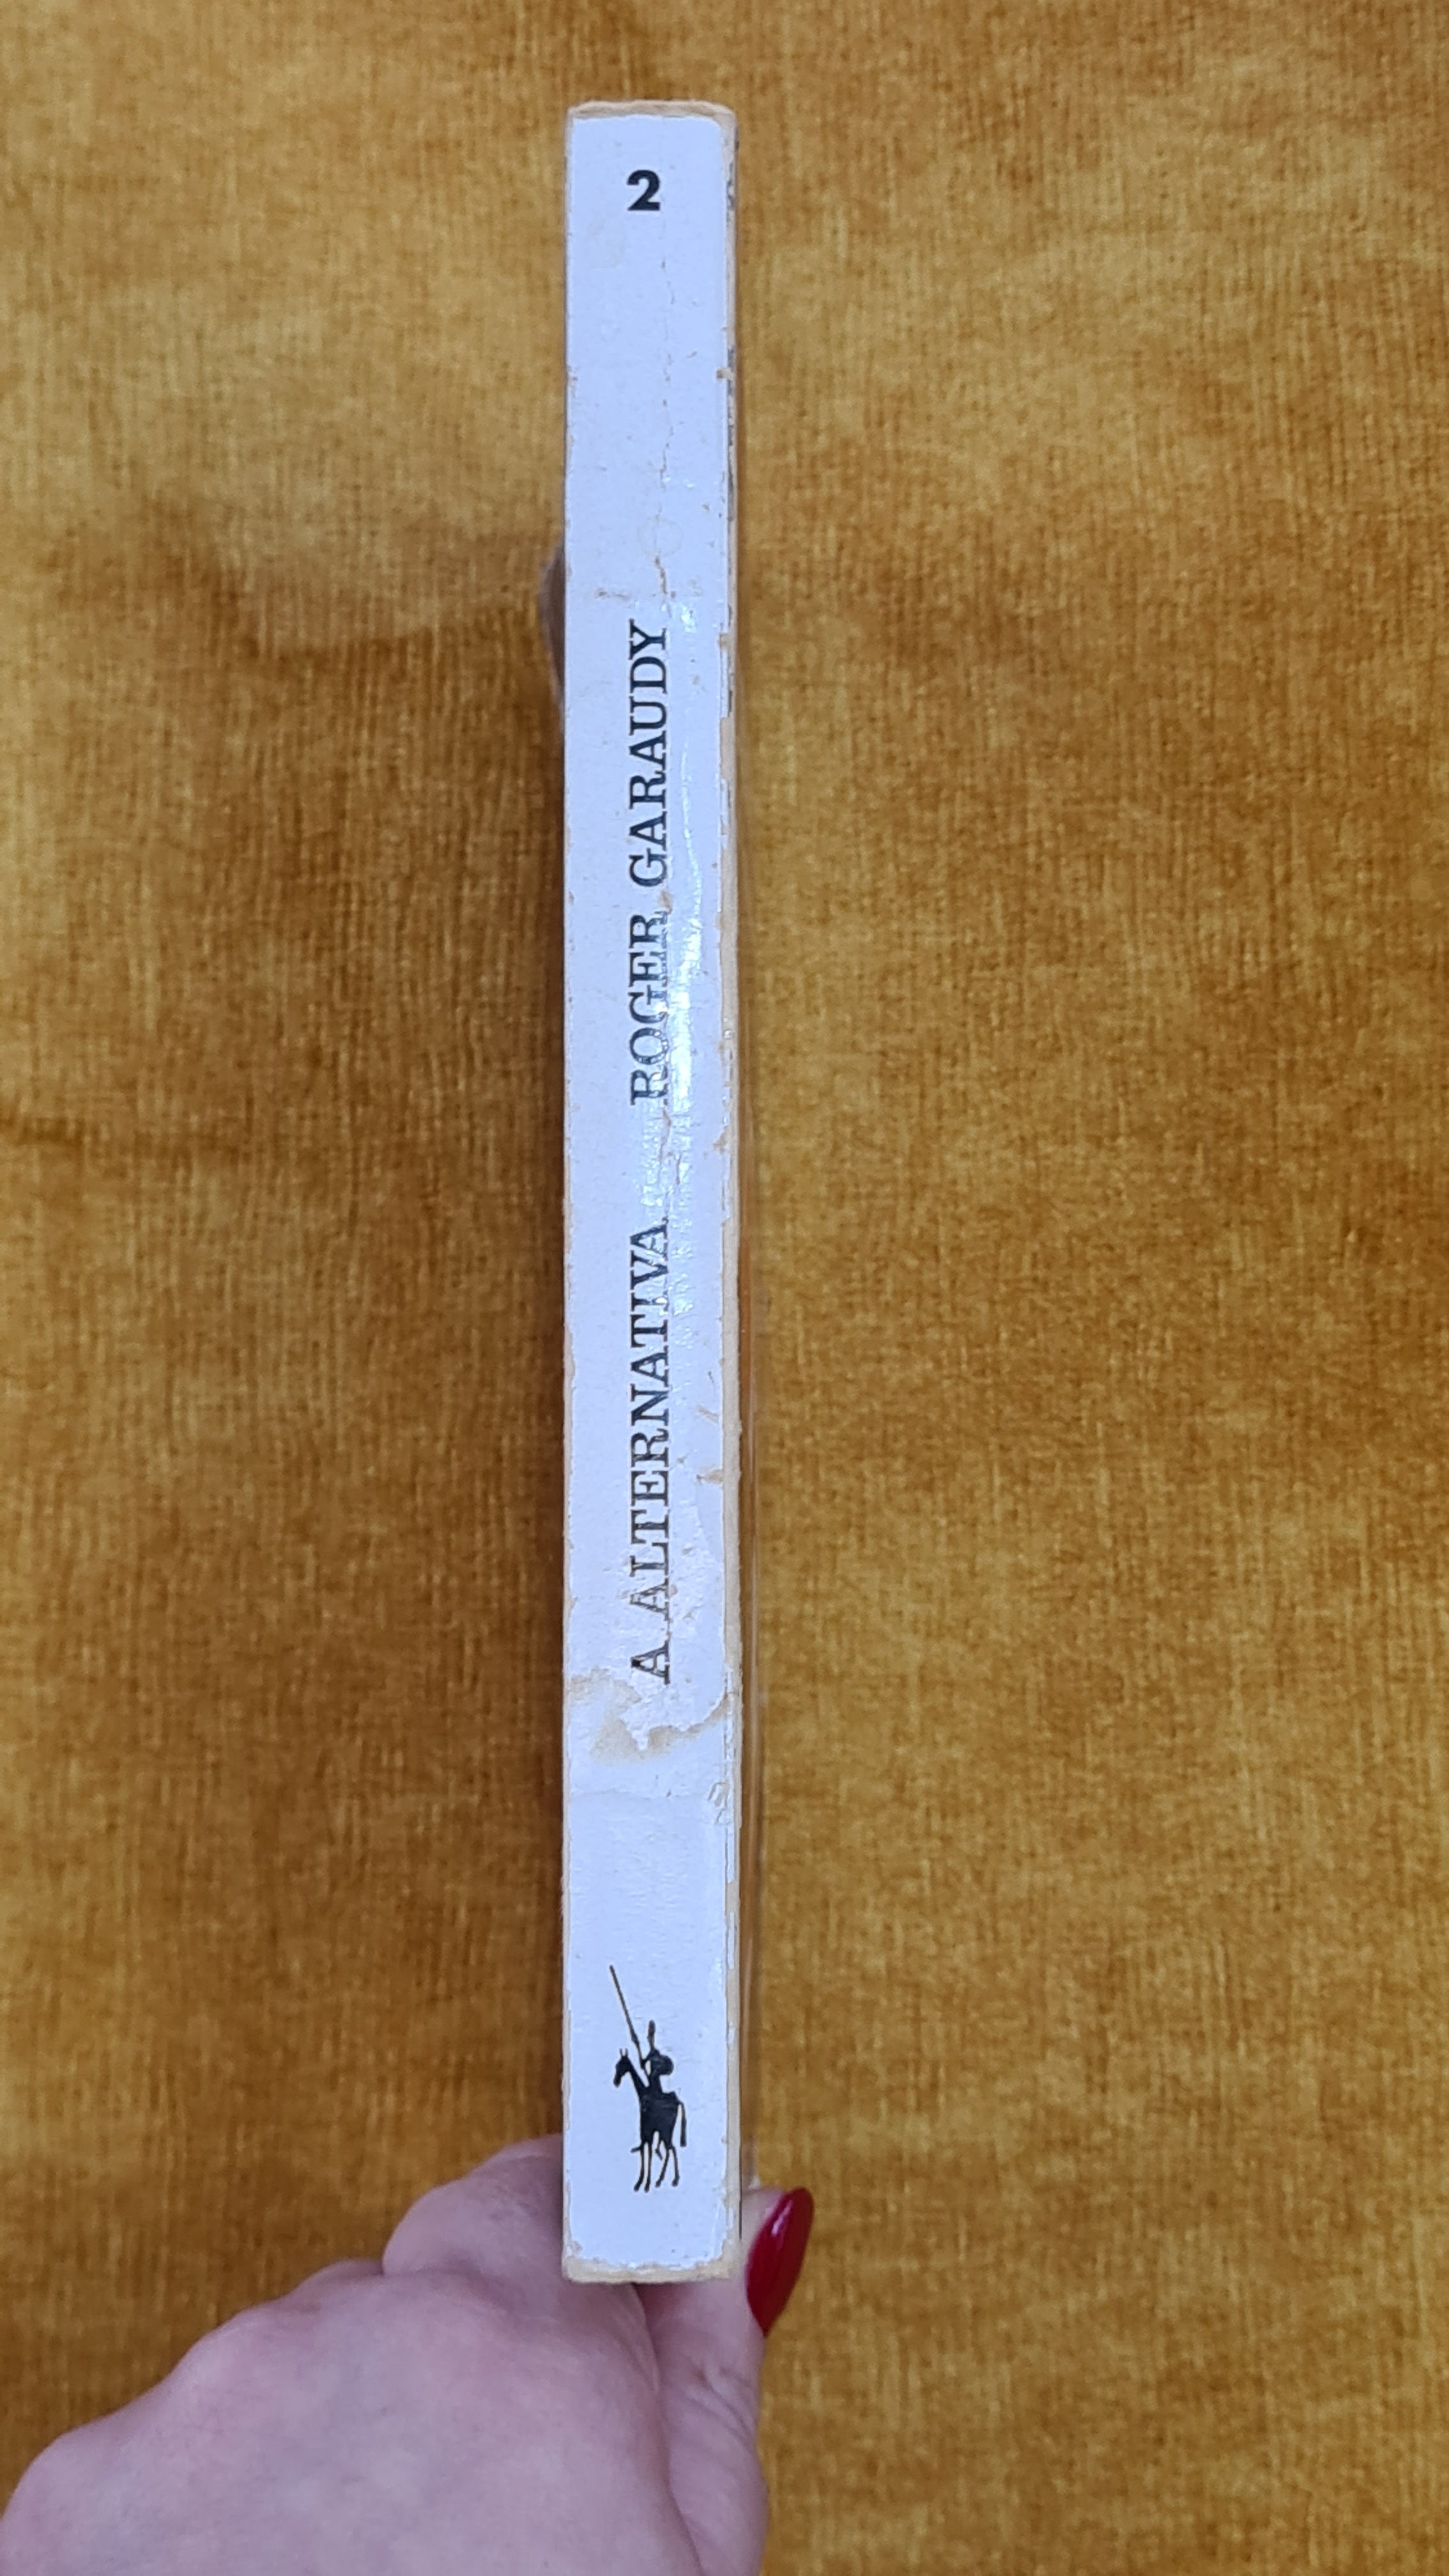 2
A ALTERNATIVA ROGER GARAUDY